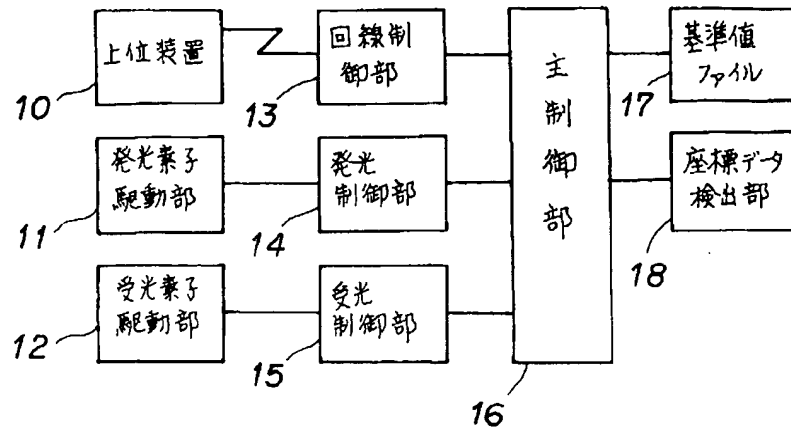 上位装置
10
回線制
御部
13
主制御部
16
基準値
ファイル
17
発光素子
駆動部
11
発光
制御部
14
座標データ
検出部
18
受光素子
駆動部
12
受光
制御部
15